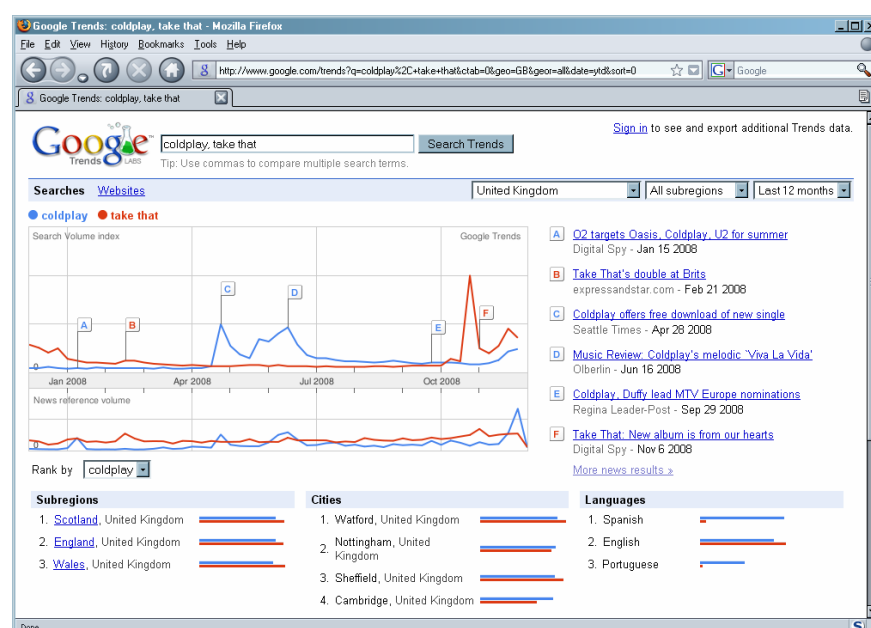 Google Trends: coldplay, take that - Mozilla Firefox
File Edit View History Bookmarks Tools Help
http://www.google.com/trends?q=coldplay%2C+take+that&ctab=0&geo=GB&geor=all&date=ytd&sort=0
Google
Google Trends: coldplay, take that
Sign in to see and export additional Trends data.
Google
Trends LABS
coldplay, take that
Search Trends
Tip: Use commas to compare multiple search terms.
Searches Websites
United Kingdom All subregions Last 12 months
coldplay take that
Search Volume index Google Trends
A B C D E F
0
Jan 2008 Apr 2008 Jul 2008 Oct 2008
News reference volume
0
A O2 targets Oasis, Coldplay, U2 for summer
Digital Spy - Jan 15 2008
B Take That's double at Brits
expressandstar.com - Feb 21 2008
C Coldplay offers free download of new single
Seattle Times - Apr 28 2008
D Music Review: Coldplay's melodic `Viva La Vida'
Olberlin - Jun 16 2008
E Coldplay, Duffy lead MTV Europe nominations
Regina Leader-Post - Sep 29 2008
F Take That: New album is from our hearts
Digital Spy - Nov 6 2008
More news results »
Rank by coldplay
Subregions
1. Scotland, United Kingdom
2. England, United Kingdom
3. Wales, United Kingdom
Cities
1. Watford, United Kingdom
2. Nottingham, United
Kingdom
3. Sheffield, United Kingdom
4. Cambridge, United Kingdom
Languages
1. Spanish
2. English
3. Portuguese
Done